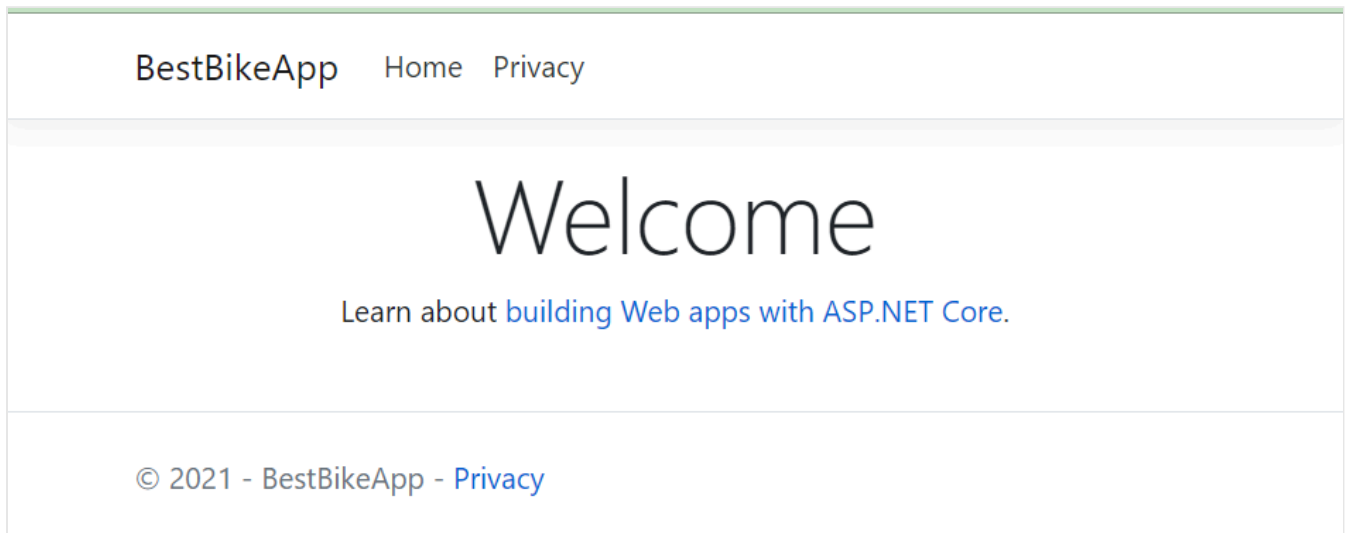 BestBikeApp Home Privacy
Welcome
Learn about building Web apps with ASP.NET Core.
© 2021 - BestBikeApp - Privacy